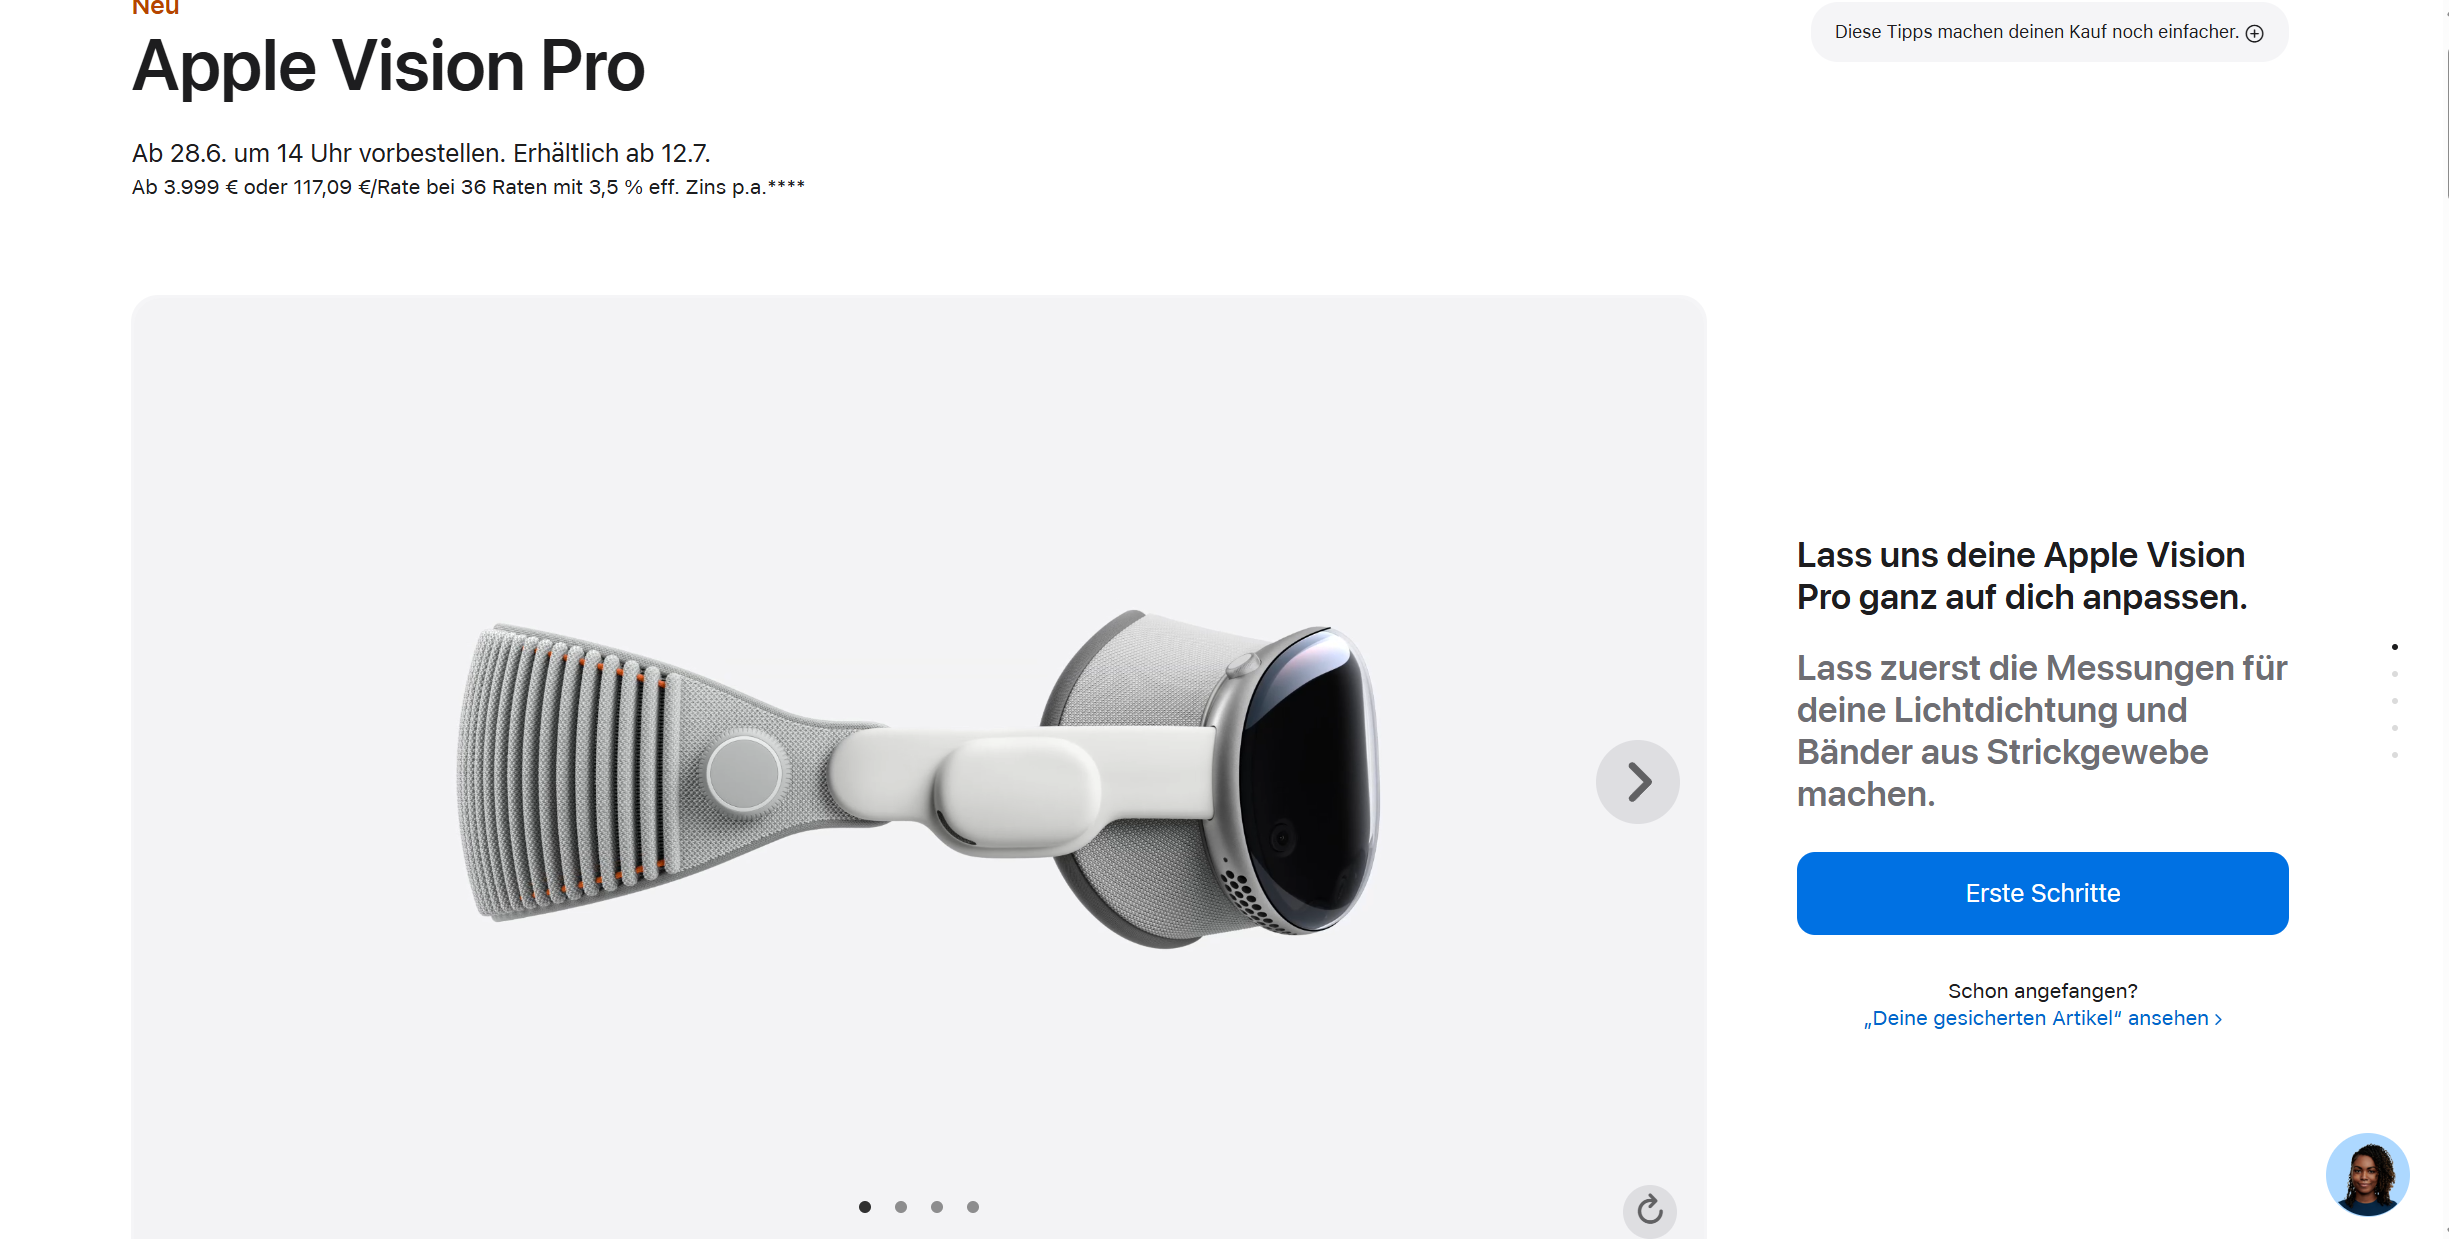 Neu
Apple Vision Pro
Diese Tipps machen deinen Kauf noch einfacher.
Ab 28.6. um 14 Uhr vorbestellen. Erhältlich ab 12.7.
Ab 3.999 € oder 117,09 €/Rate bei 36 Raten mit 3,5 % eff. Zins p.a.****
Lass uns deine Apple Vision
Pro ganz auf dich anpassen.
Lass zuerst die Messungen für
deine Lichtdichtung und
Bänder aus Strickgewebe
machen.
Erste Schritte
Schon angefangen?
„Deine gesicherten Artikel“ ansehen